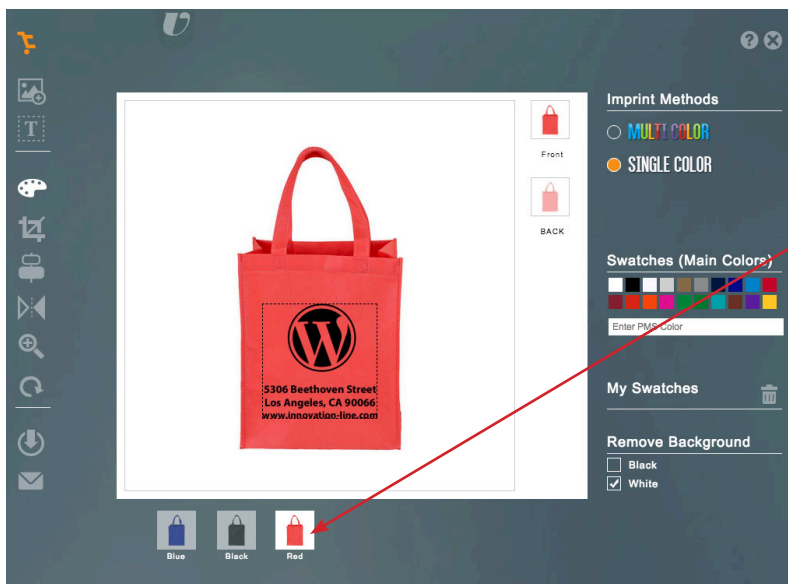 Imprint Methods
MULTI COLOR
SINGLE COLOR
Front
BACK
Swatches (Main Colors)
Enter PMS Color
5306 Beethoven Street
Los Angeles, CA 90066
www.innovation-line.com
My Swatches
Remove Background
Black
White
Blue
Black
Red